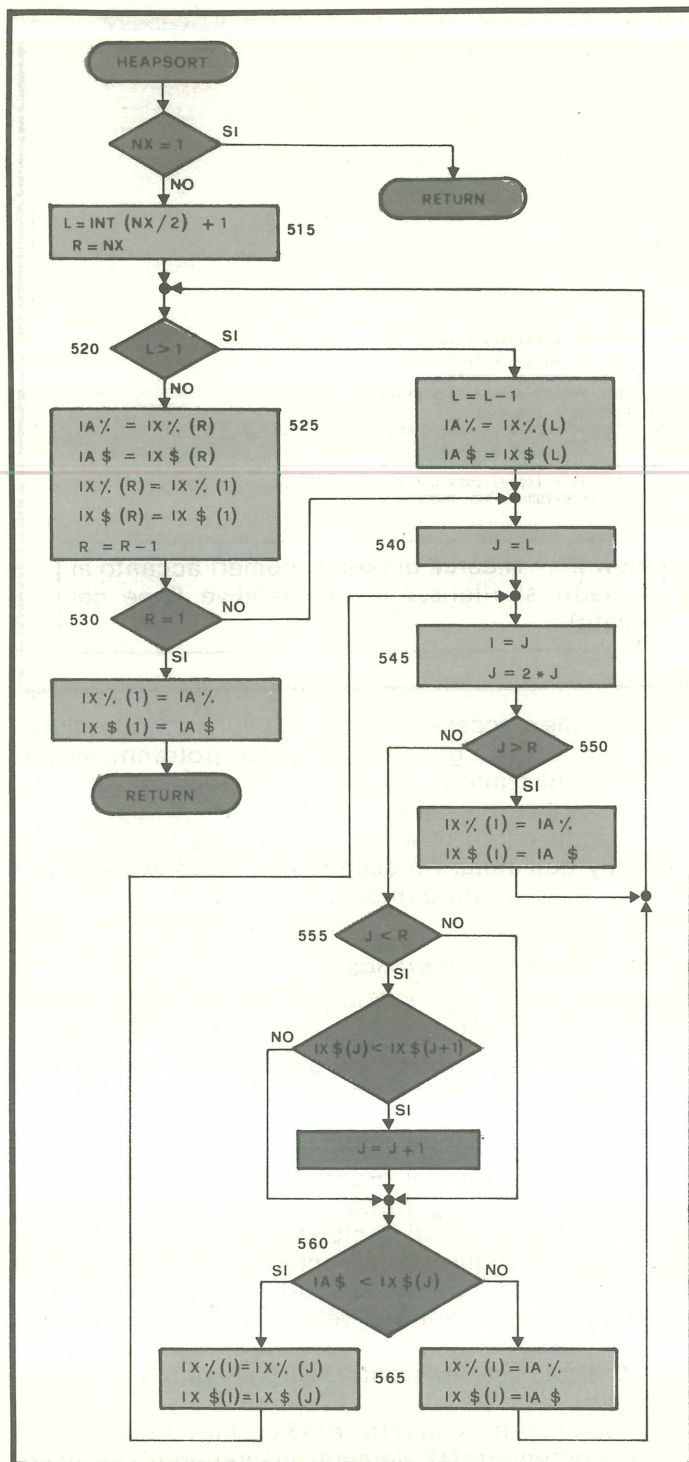 HEAPSORT
NX = 1
SI
NO
RETURN
L = INT (NX/2) + 1
R = NX
515
520
L > 1
SI
NO
L = L-1
IA% = IX% (L)
IA$ = IX$ (L)
IA% = IX% (R)
IA$ = IX$ (R)
IX% (R) = IX% (1)
IX$ (R) = IX$ (1)
R = R-1
525
540
J = L
530
R = 1
NO
SI
545
I = J
J = 2 * J
IX% (1) = IA%
IX$ (1) = IA$
RETURN
NO
J > R
550
SI
IX% (I) = IA%
IX$ (I) = IA$
555
J < R
NO
SI
NO
IX$(J) < IX$(J+1)
SI
J = J + 1
560
SI
IA$ < IX$(J)
NO
IX%(I) = IX% (J)
IX$(I) = IX$ (J)
565
IX% (I) = IA%
IX$ (I) = IA$